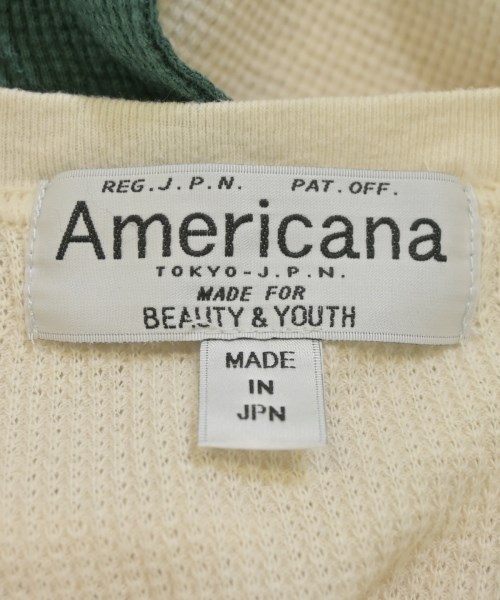 REG. J. P. N. PAT. OFF.
Americana
TOKYO-J.P.N.
MADE FOR
BEAUTY & YOUTH
MADE
IN
JPN